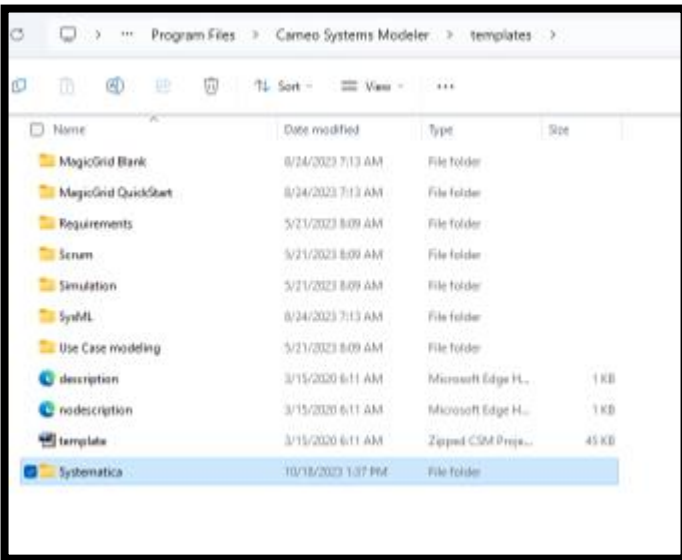 ... Program Files > Cameo Systems Modeler > templates >
Sort View ...
Name Date modified Type Size
MagicGrid Blank 8/24/2023 7:13 AM File folder
MagicGrid QuickStart 8/24/2023 7:13 AM File folder
Requirements 5/21/2023 8:09 AM File folder
Scrum 5/21/2023 8:09 AM File folder
Simulation 5/21/2023 8:09 AM File folder
SysML 8/24/2023 7:13 AM File folder
Use Case modeling 5/21/2023 8:09 AM File folder
description 3/15/2020 6:11 AM Microsoft Edge H... 1 KB
nodescription 3/15/2020 6:11 AM Microsoft Edge H... 1 KB
template 3/15/2020 6:11 AM Zipped CSM Proje... 45 KB
Systematica 10/18/2023 1:37 PM File folder